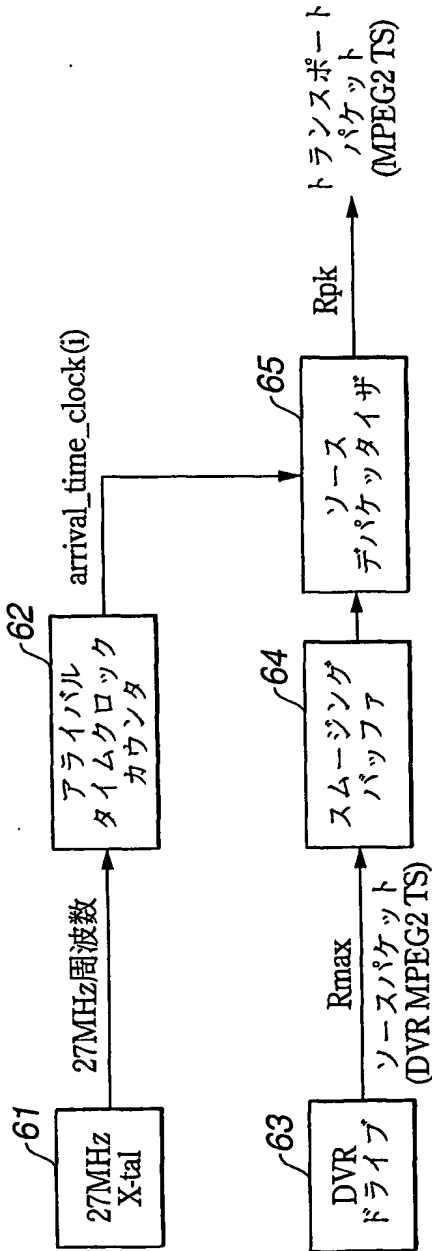 61
27MHz
X-tal
27MHz周波数
62
アライバル
タイムクロック
カウンタ
arrival_time_clock(i)
63
DVR
ドライブ
Rmax
ソースパケット
(DVR MPEG2 TS)
64
スムージング
バッファ
65
ソース
デパケッタイザ
Rpk
トランスポート
パケット
(MPEG2 TS)